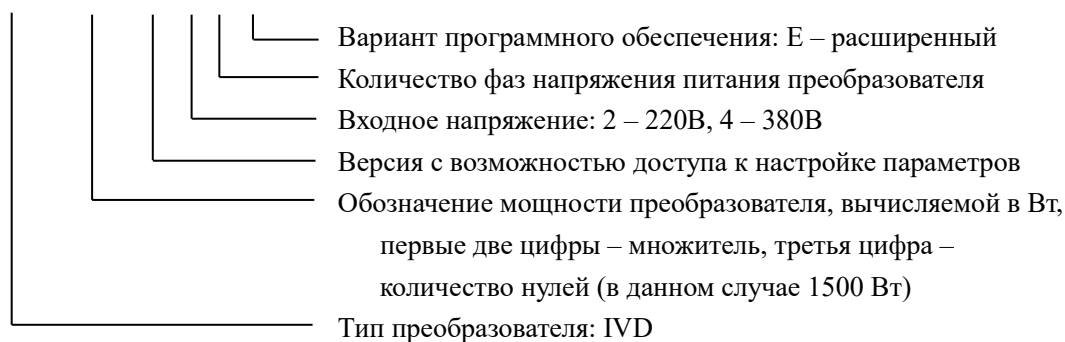 Вариант программного обеспечения: Е – расширенный
Количество фаз напряжения питания преобразователя
Входное напряжение: 2 – 220В, 4 – 380В
Версия с возможностью доступа к настройке параметров
Обозначение мощности преобразователя, вычисляемой в Вт,
первые две цифры – множитель, третья цифра –
количество нулей (в данном случае 1500 Вт)
Тип преобразователя: IVD